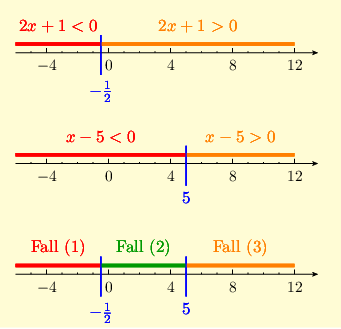 2x + 1 < 0 2x + 1 > 0
−4 0 4 8 12
−1/2
x − 5 < 0 x − 5 > 0
−4 0 4 8 12
5
Fall (1) Fall (2) Fall (3)
−4 0 4 8 12
−1/2 5